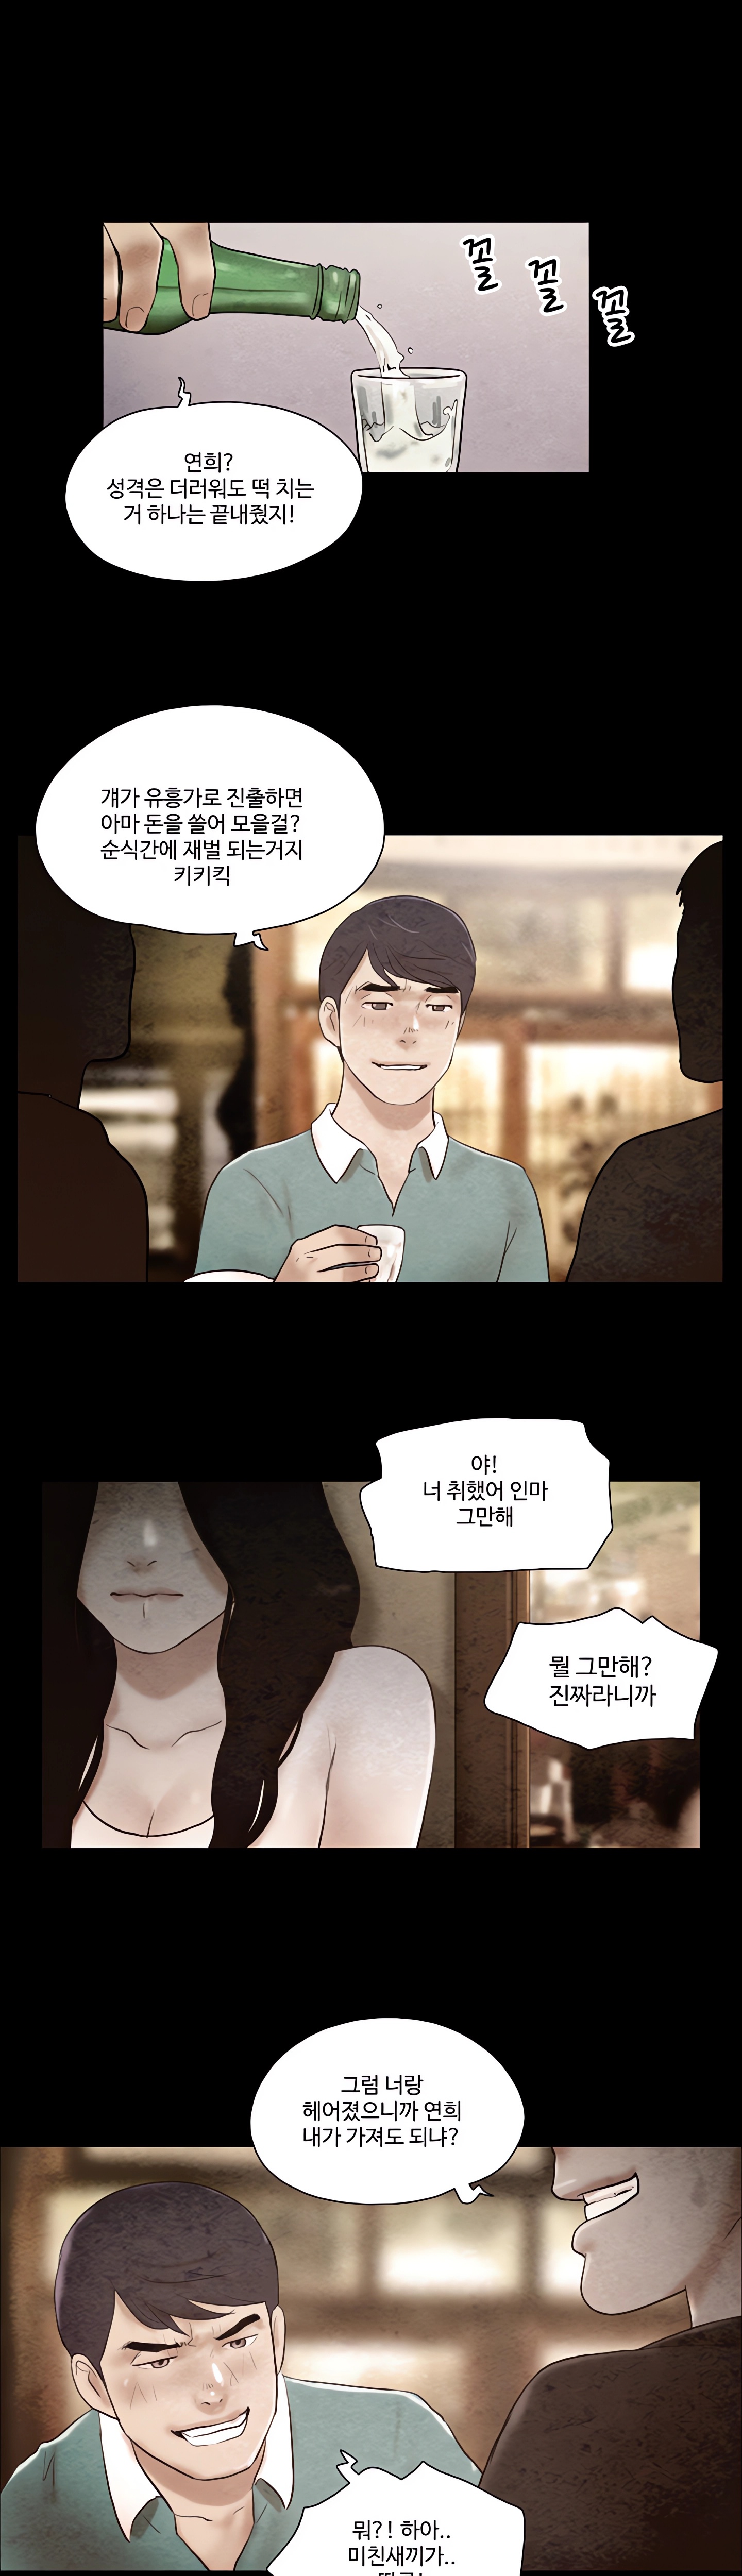 꼴
꼴
꼴
연희?
성격은 더러워도 떡 치는
거 하나는 끝내줬지!
걔가 유흥가로 진출하면
아마 돈을 쓸어 모을걸?
순식간에 재벌 되는거지
키키킥
야!
너 취했어 인마
그만해
뭘 그만해?
진짜라니까
그럼 너랑
헤어졌으니까 연희
내가 가져도 되냐?
뭐?! 하아..
미친새끼가..